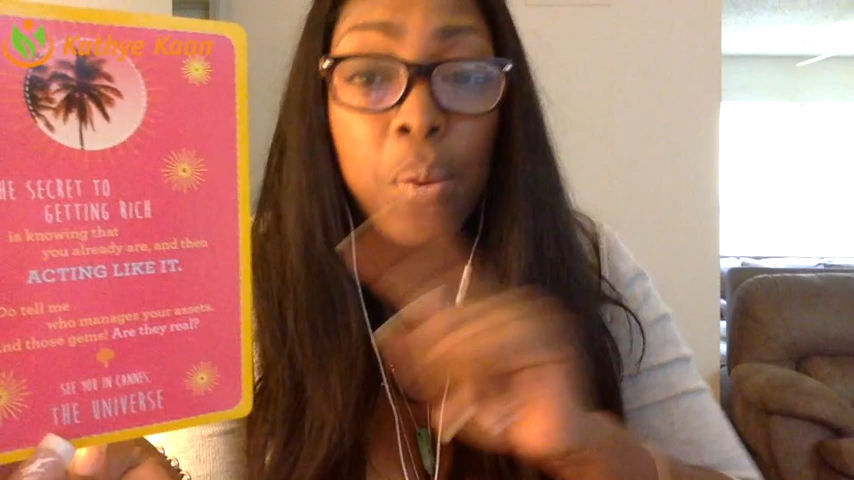 Kathye Kaan
HE SECRET TO
GETTING RICH
is knowing that
you already are, and then
ACTING LIKE IT.
Do tell me
who manages your assets.
And those gems! Are they real?
SEE YOU IN CANNES,
THE UNIVERSE